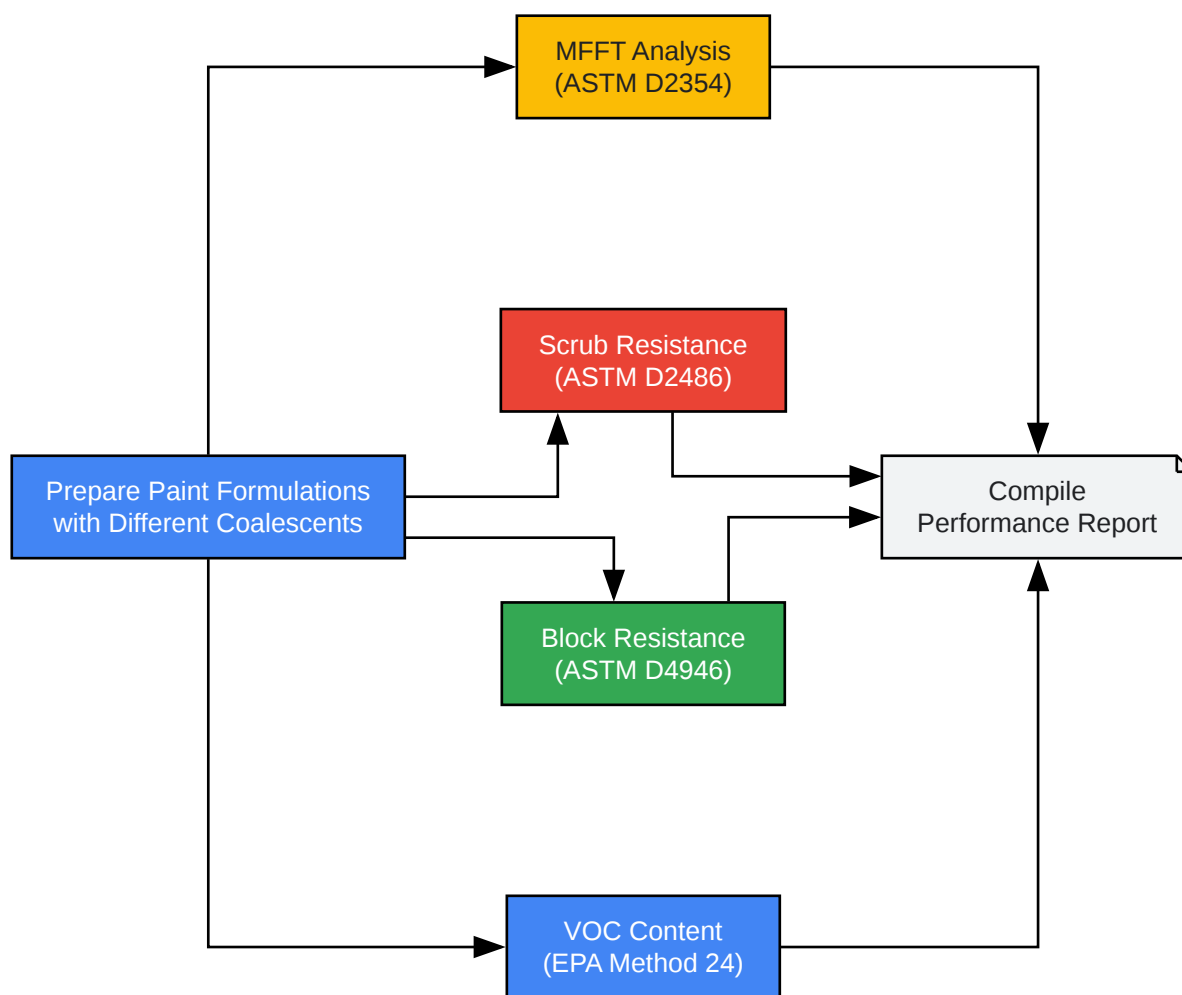 MFFT Analysis
(ASTM D2354)
Scrub Resistance
(ASTM D2486)
Prepare Paint Formulations
with Different Coalescents
Compile
Performance Report
Block Resistance
(ASTM D4946)
VOC Content
(EPA Method 24)